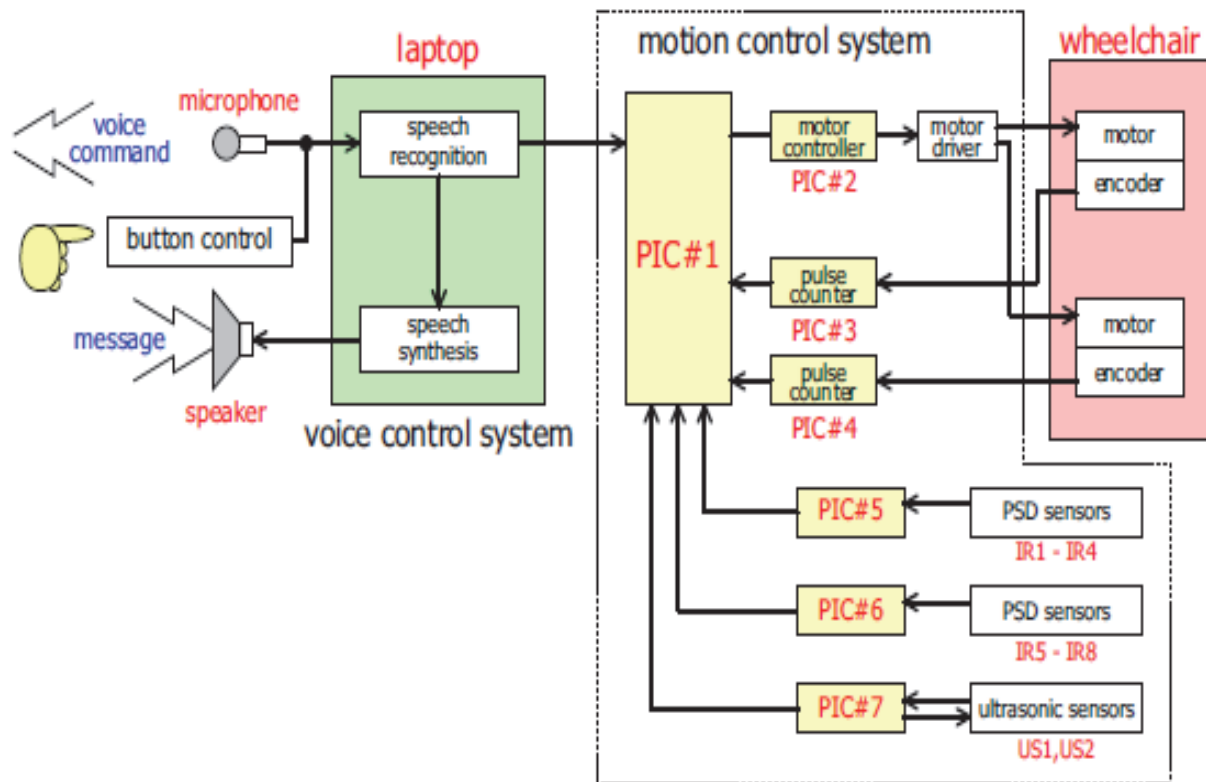 laptop
microphone
voice
command
button control
message
speaker
speech
recognition
speech
synthesis
voice control system
motion control system
PIC#1
motor
controller
PIC#2
motor
driver
pulse
counter
PIC#3
pulse
counter
PIC#4
wheelchair
motor
encoder
motor
encoder
PIC#5
PSD sensors
IR1 - IR4
PIC#6
PSD sensors
IR5 - IR8
PIC#7
ultrasonic sensors
US1,US2